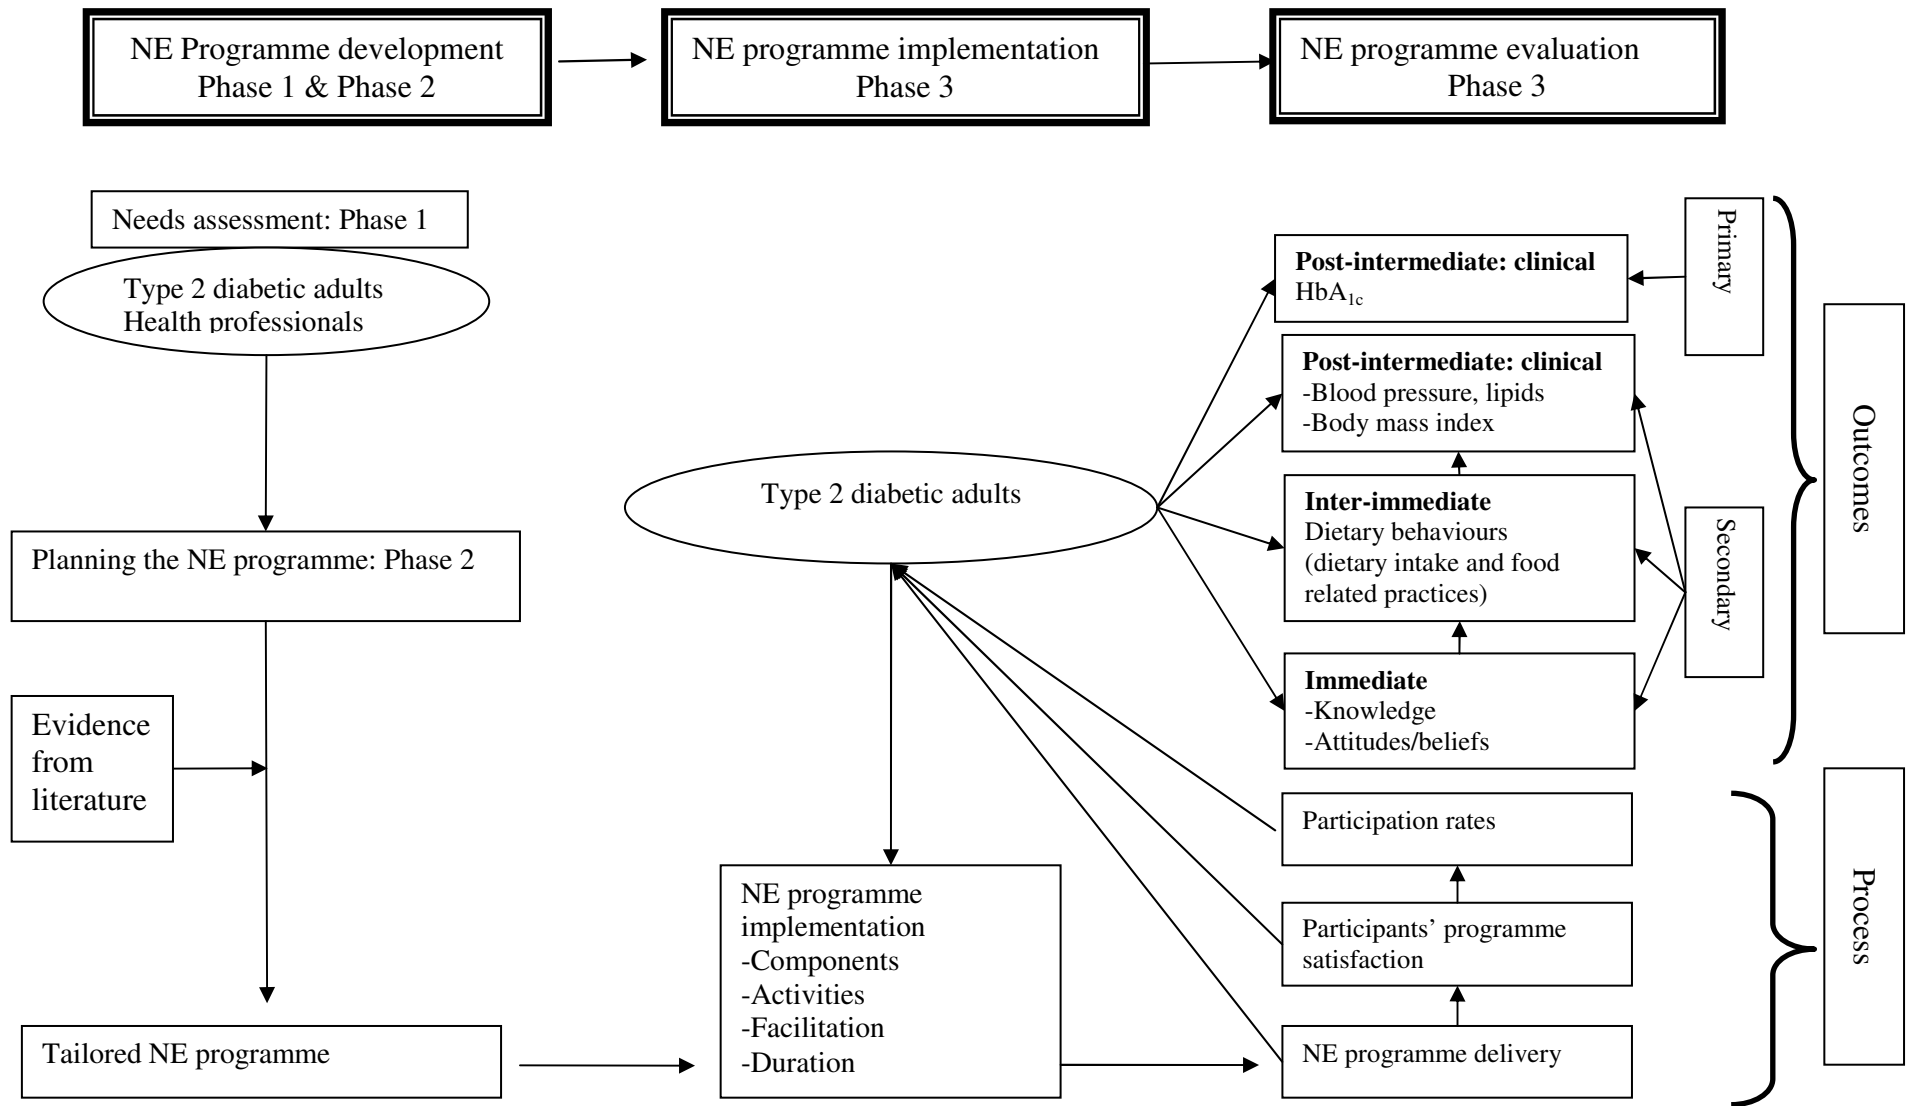 NE Programme development
Phase 1 & Phase 2
NE programme implementation
Phase 3
NE programme evaluation
Phase 3
Needs assessment: Phase 1
Type 2 diabetic adults
Health professionals
Planning the NE programme: Phase 2
Evidence
from
literature
Tailored NE programme
Type 2 diabetic adults
NE programme
implementation
-Components
-Activities
-Facilitation
-Duration
Post-intermediate: clinical
HbA1c
Post-intermediate: clinical
-Blood pressure, lipids
-Body mass index
Inter-immediate
Dietary behaviours
(dietary intake and food
related practices)
Immediate
-Knowledge
-Attitudes/beliefs
Participation rates
Participants’ programme
satisfaction
NE programme delivery
Primary
Secondary
Outcomes
Process